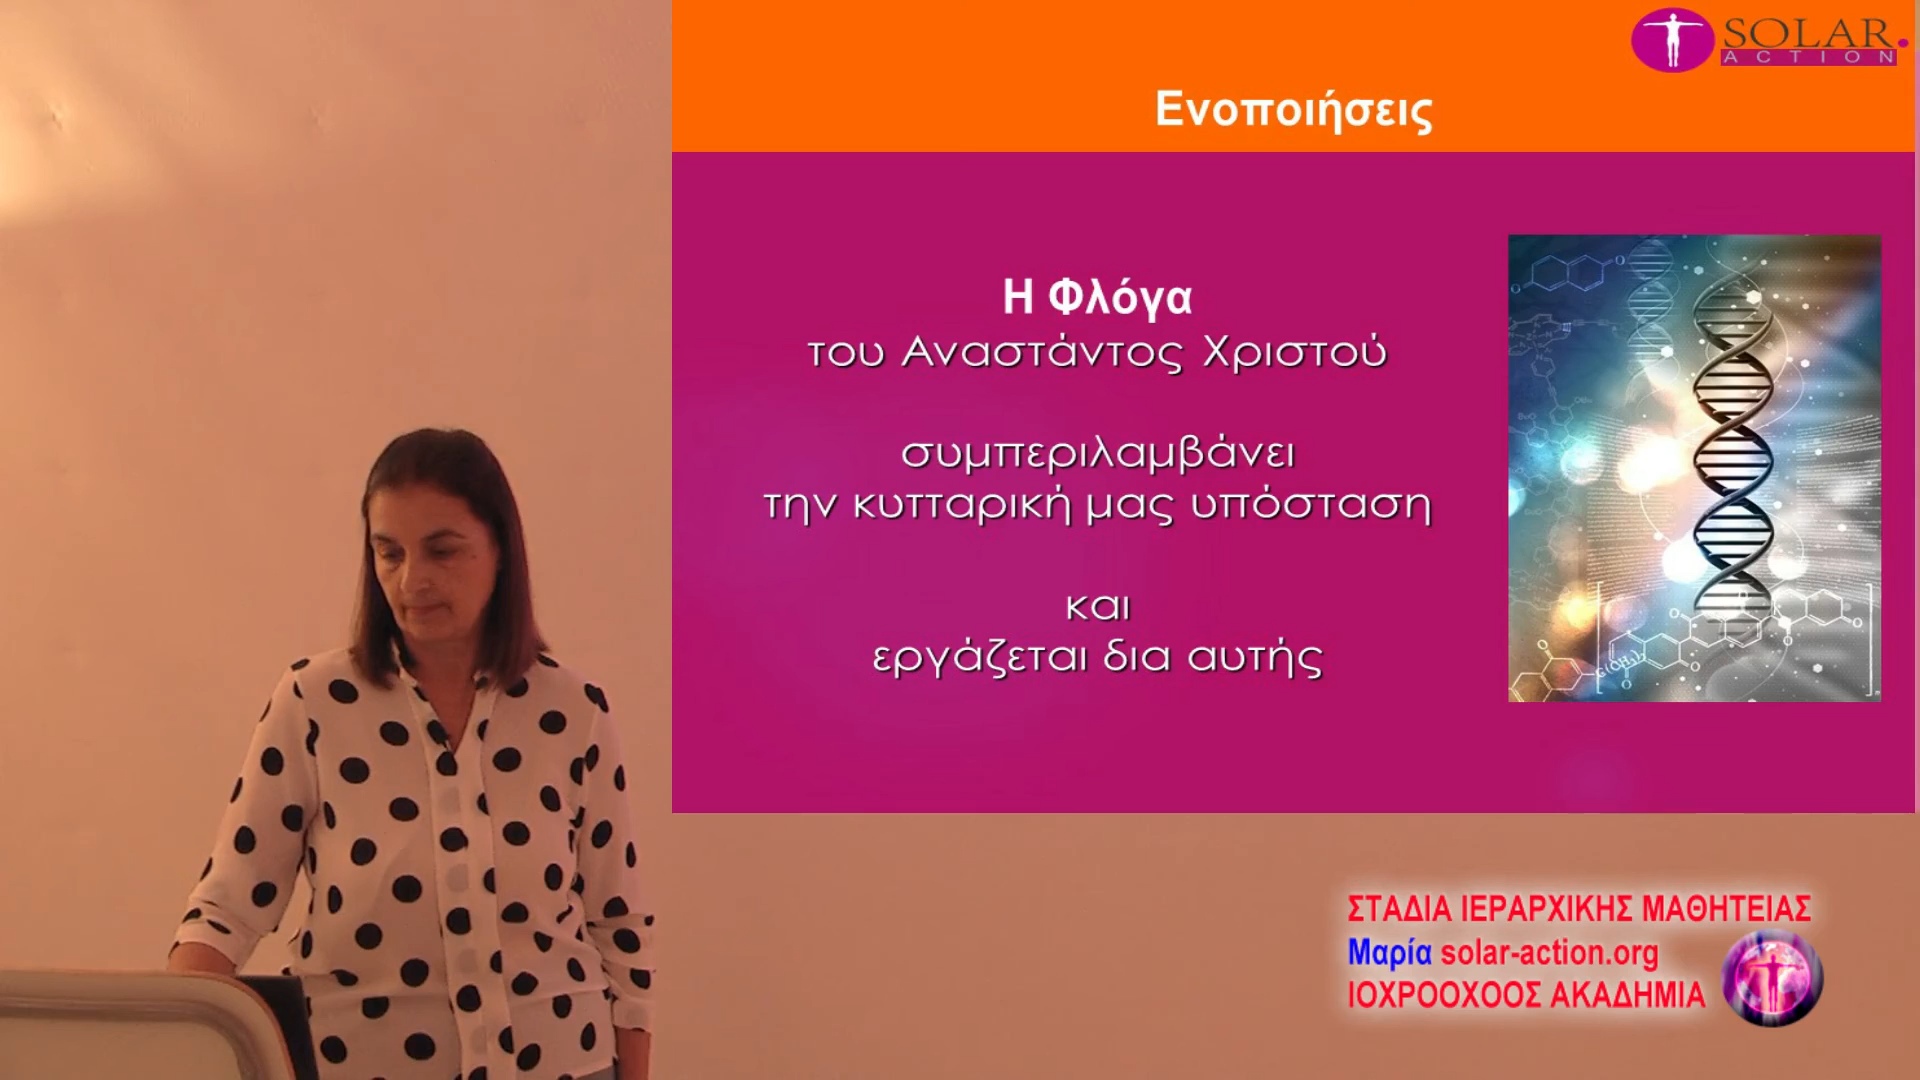 SOLAR
ACTION
Ενοποιήσεις
Η Φλόγα
του Αναστάντος Χριστού
συμπεριλαμβάνει
την κυτταρική μας υπόσταση
και
εργάζεται δια αυτής
ΣΤΑΔΙΑ ΙΕΡΑΡΧΙΚΗΣ ΜΑΘΗΤΕΙΑΣ
Μαρία solar-action.org
ΙΟΧΡΟΟΧΟΟΣ ΑΚΑΔΗΜΙΑ